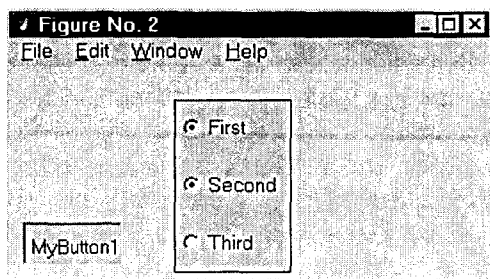 Figure No. 2
File Edit Window Help
First
Second
MyButton1
Third